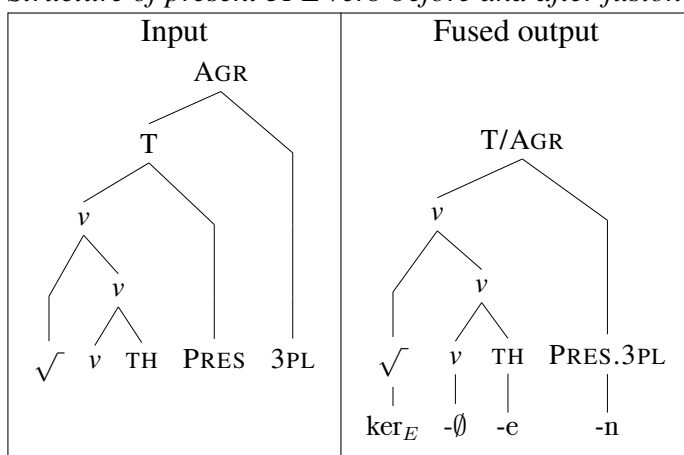 Structure of present 3PL verb before and after fusion
Input Fused output
AGR
T T/AGR
v v
v v
√ v TH PRES 3PL √ v TH PRES.3PL
ker_E -∅ -e -n